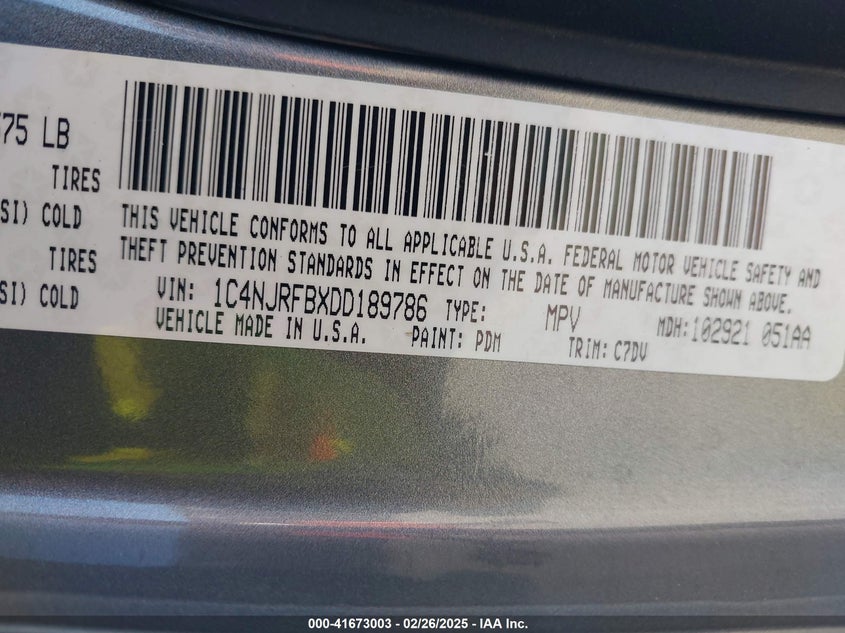 575 LB
TIRES
SI) COLD
TIRES
SI) COLD
THIS VEHICLE CONFORMS TO ALL APPLICABLE U.S.A. FEDERAL MOTOR VEHICLE SAFETY AND
THEFT PREVENTION STANDARDS IN EFFECT ON THE DATE OF MANUFACTURE SHOWN ABOVE.
VIN: 1C4NJRFBXDD189786 TYPE: MPV MDH: 102921 051AA
VEHICLE MADE IN U.S.A. PAINT: PDM TRIM: C7DV
000-41673003 - 02/26/2025 - IAA Inc.